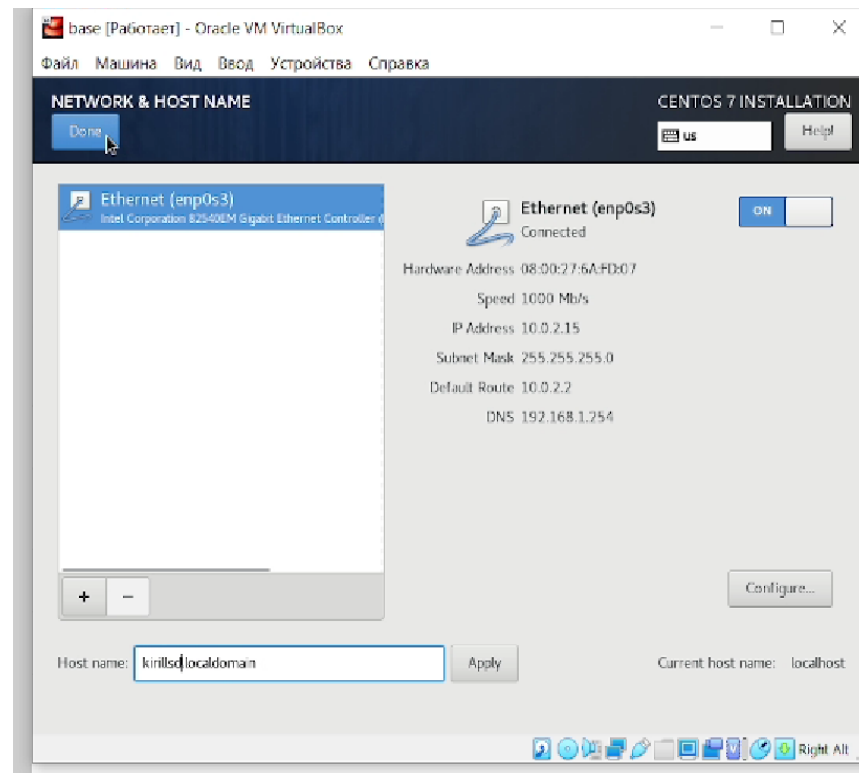 base [Работает] - Oracle VM VirtualBox
Файл Машина Вид Ввод Устройства Справка
NETWORK & HOST NAME
CENTOS 7 INSTALLATION
Done
us
Help!
Ethernet (enp0s3)
Intel Corporation 82540EM Gigabit Ethernet Controller (
Ethernet (enp0s3)
Connected
ON
Hardware Address 08:00:27:6A:FD:07
Speed 1000 Mb/s
IP Address 10.0.2.15
Subnet Mask 255.255.255.0
Default Route 10.0.2.2
DNS 192.168.1.254
+ −
Configure...
Host name: kirillsd.localdomain
Apply
Current host name: localhost
Right Alt